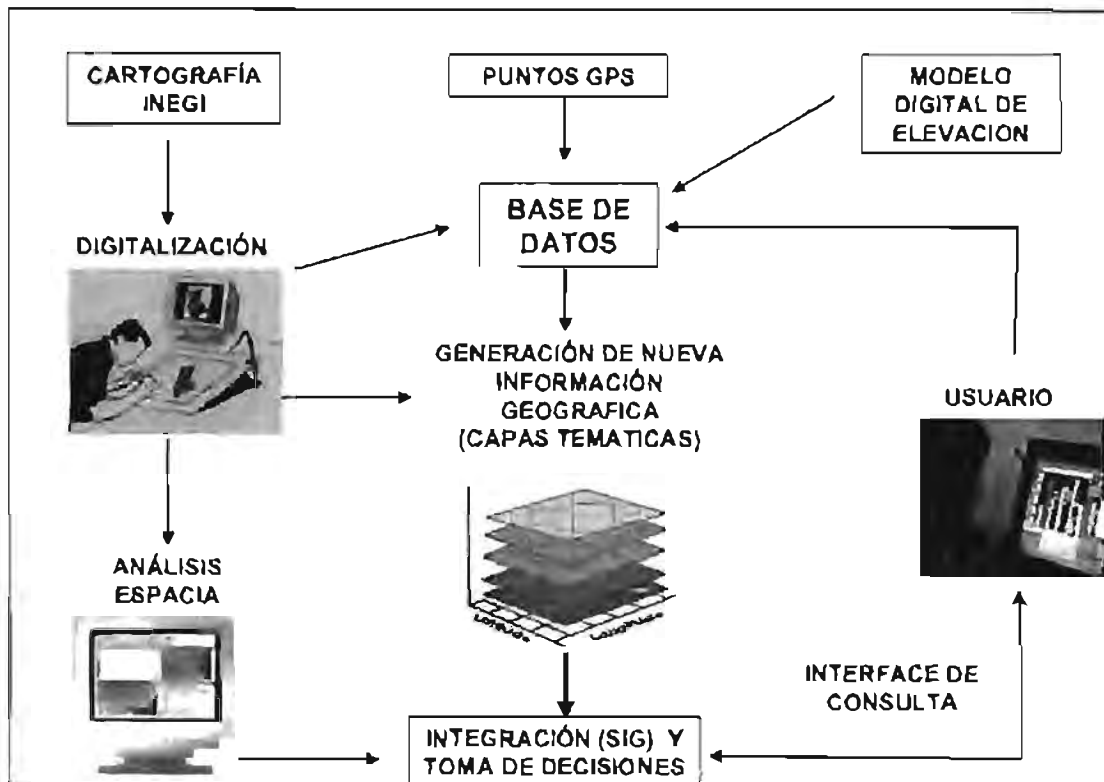 CARTOGRAFÍA
INEGI
PUNTOS GPS
MODELO
DIGITAL DE
ELEVACION
BASE DE
DATOS
DIGITALIZACIÓN
GENERACIÓN DE NUEVA
INFORMACIÓN
GEOGRAFICA
(CAPAS TEMATICAS)
USUARIO
ANÁLISIS
ESPACIA
INTERFACE DE
CONSULTA
INTEGRACIÓN (SIG) Y
TOMA DE DECISIONES